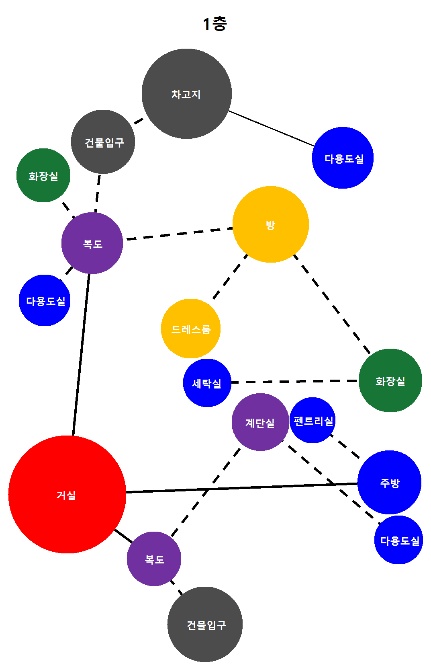 1층
차고지
건물입구
다용도실
화장실
방
복도
다용도실
드레스룸
세탁실
화장실
계단실
펜트리실
주방
거실
다용도실
복도
건물입구